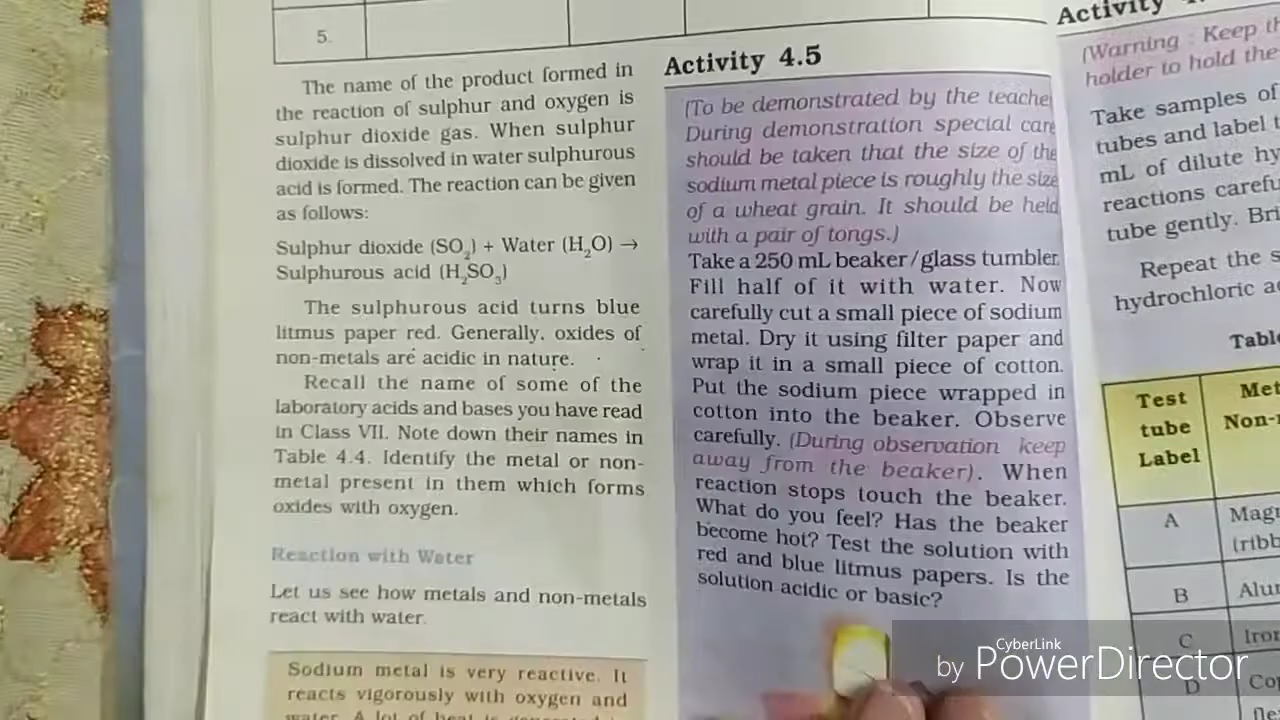 5.
The name of the product formed in
the reaction of sulphur and oxygen is
sulphur dioxide gas. When sulphur
dioxide is dissolved in water sulphurous
acid is formed. The reaction can be given
as follows:
Sulphur dioxide (SO₂) + Water (H₂O) →
Sulphurous acid (H₂SO₃)
The sulphurous acid turns blue
litmus paper red. Generally, oxides of
non-metals are acidic in nature.
Recall the name of some of the
laboratory acids and bases you have read
in Class VII. Note down their names in
Table 4.4. Identify the metal or non-
metal present in them which forms
oxides with oxygen.
Reaction with Water
Let us see how metals and non-metals
react with water.
Sodium metal is very reactive. It
reacts vigorously with oxygen and
water. A lot of heat is generated
Activity 4.5
(To be demonstrated by the teache
During demonstration special care
should be taken that the size of the
sodium metal piece is roughly the size
of a wheat grain. It should be held
with a pair of tongs.)
Take a 250 mL beaker/glass tumbler.
Fill half of it with water. Now
carefully cut a small piece of sodium
metal. Dry it using filter paper and
wrap it in a small piece of cotton.
Put the sodium piece wrapped in
cotton into the beaker. Observe
carefully. (During observation keep
away from the beaker). When
reaction stops touch the beaker.
What do you feel? Has the beaker
become hot? Test the solution with
red and blue litmus papers. Is the
solution acidic or basic?
Activity
(Warning : Keep th
holder to hold the
Take samples of
tubes and label t
mL of dilute hy
reactions carefu
tube gently. Bri
Repeat the s
hydrochloric ac
Table
Test
tube
Label
Met
Non-
A
Magn
(ribb
B
Alur
C
Iron
D
Cop
CyberLink
by PowerDirector